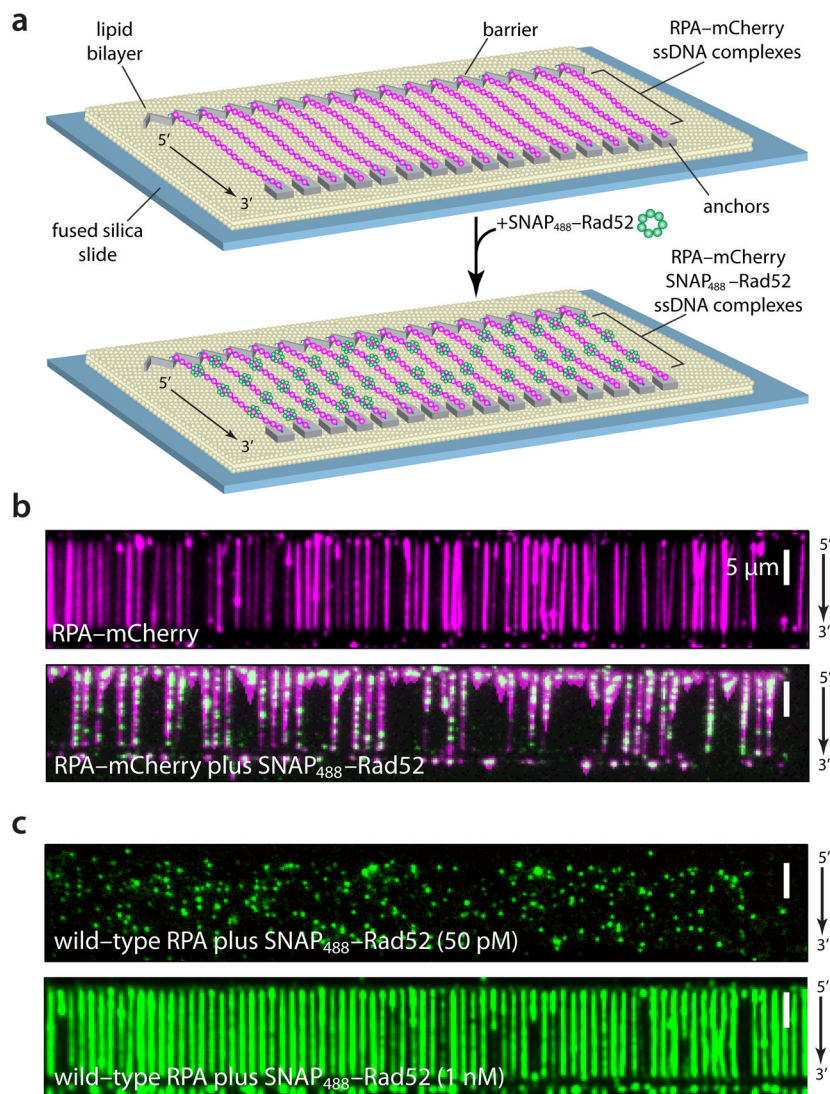 a
lipid
bilayer
barrier
RPA–mCherry
ssDNA complexes
5′
3′
fused silica
slide
anchors
+SNAP₄₈₈–Rad52
RPA–mCherry
SNAP₄₈₈–Rad52
ssDNA complexes
5′
3′
b
5 μm
RPA–mCherry
5′
3′
RPA–mCherry plus SNAP₄₈₈–Rad52
5′
3′
c
wild–type RPA plus SNAP₄₈₈–Rad52 (50 pM)
5′
3′
wild–type RPA plus SNAP₄₈₈–Rad52 (1 nM)
5′
3′